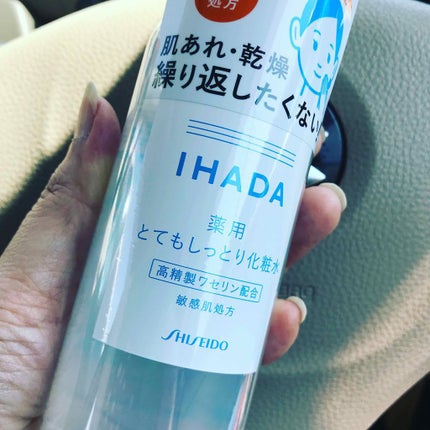 処方
肌あれ・乾燥
繰り返したくない!
IHADA
薬用
とてもしっとり化粧水
高精製ワセリン配合
敏感肌処方
SHISEIDO